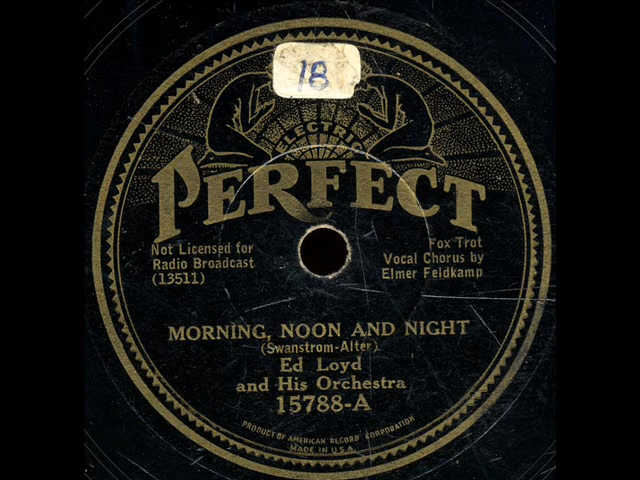 18
ELECTRIC
PERFECT
Not Licensed for
Radio Broadcast
(13511)
Fox Trot
Vocal Chorus by
Elmer Feldkamp
MORNING, NOON AND NIGHT
(Swanstrom-Alter)
Ed Loyd
and His Orchestra
15788-A
PRODUCT OF AMERICAN RECORD CORPORATION
MADE IN U.S.A.